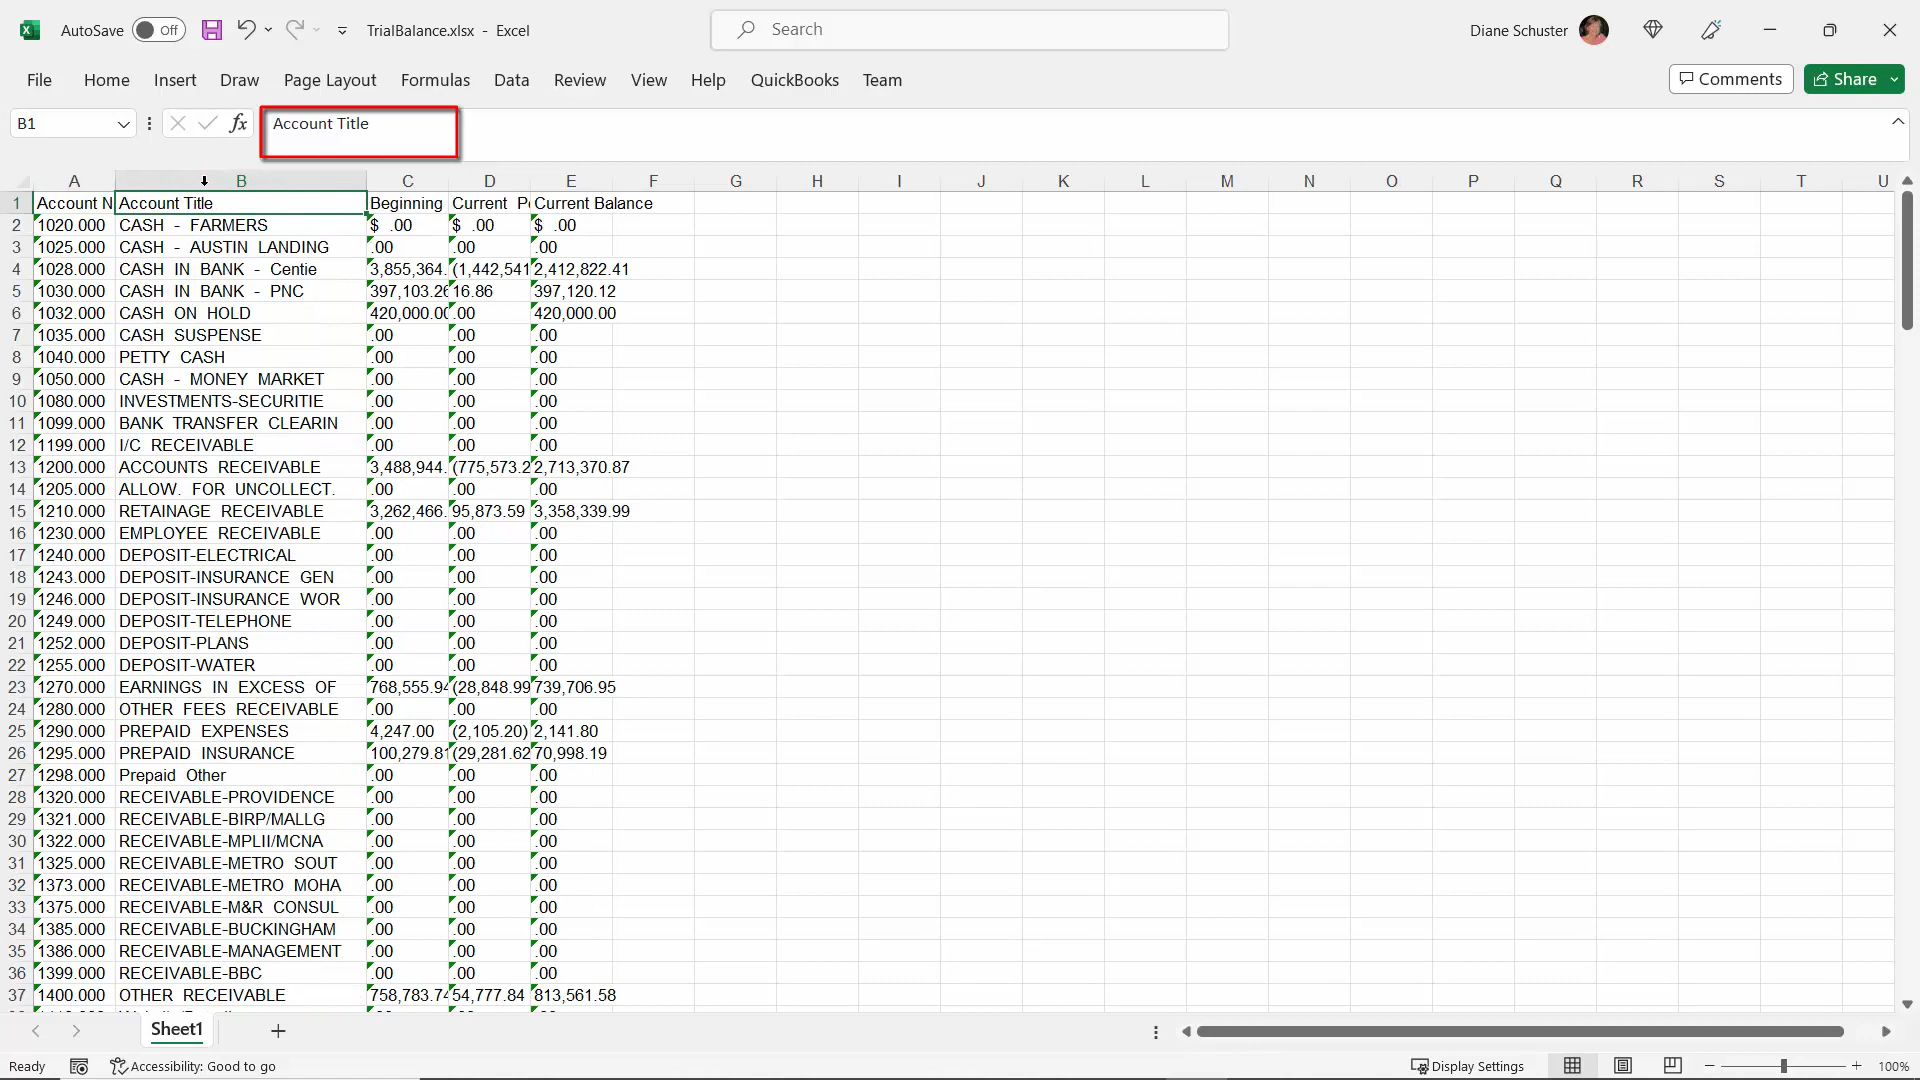 AutoSave Off TrialBalance.xlsx - Excel Search Diane Schuster
File Home Insert Draw Page Layout Formulas Data Review View Help QuickBooks Team Comments Share
B1 fx Account Title
A B C D E F G H I J K L M N O P Q R S T U
1 Account N Account Title Beginning Current Pe Current Balance
2 1020.000 CASH - FARMERS $ .00 $ .00 $ .00
3 1025.000 CASH - AUSTIN LANDING .00 .00 .00
4 1028.000 CASH IN BANK - Centie 3,855,364. (1,442,541 2,412,822.41
5 1030.000 CASH IN BANK - PNC 397,103.26 16.86 397,120.12
6 1032.000 CASH ON HOLD 420,000.00 .00 420,000.00
7 1035.000 CASH SUSPENSE .00 .00 .00
8 1040.000 PETTY CASH .00 .00 .00
9 1050.000 CASH - MONEY MARKET .00 .00 .00
10 1080.000 INVESTMENTS-SECURITIE .00 .00 .00
11 1099.000 BANK TRANSFER CLEARIN .00 .00 .00
12 1199.000 I/C RECEIVABLE .00 .00 .00
13 1200.000 ACCOUNTS RECEIVABLE 3,488,944. (775,573.2 2,713,370.87
14 1205.000 ALLOW. FOR UNCOLLECT. .00 .00 .00
15 1210.000 RETAINAGE RECEIVABLE 3,262,466. 95,873.59 3,358,339.99
16 1230.000 EMPLOYEE RECEIVABLE .00 .00 .00
17 1240.000 DEPOSIT-ELECTRICAL .00 .00 .00
18 1243.000 DEPOSIT-INSURANCE GEN .00 .00 .00
19 1246.000 DEPOSIT-INSURANCE WOR .00 .00 .00
20 1249.000 DEPOSIT-TELEPHONE .00 .00 .00
21 1252.000 DEPOSIT-PLANS .00 .00 .00
22 1255.000 DEPOSIT-WATER .00 .00 .00
23 1270.000 EARNINGS IN EXCESS OF 768,555.94 (28,848.99 739,706.95
24 1280.000 OTHER FEES RECEIVABLE .00 .00 .00
25 1290.000 PREPAID EXPENSES 4,247.00 (2,105.20) 2,141.80
26 1295.000 PREPAID INSURANCE 100,279.81 (29,281.62 70,998.19
27 1298.000 Prepaid Other .00 .00 .00
28 1320.000 RECEIVABLE-PROVIDENCE .00 .00 .00
29 1321.000 RECEIVABLE-BIRP/MALLG .00 .00 .00
30 1322.000 RECEIVABLE-MPLII/MCNA .00 .00 .00
31 1325.000 RECEIVABLE-METRO SOUT .00 .00 .00
32 1373.000 RECEIVABLE-METRO MOHA .00 .00 .00
33 1375.000 RECEIVABLE-M&R CONSUL .00 .00 .00
34 1385.000 RECEIVABLE-BUCKINGHAM .00 .00 .00
35 1386.000 RECEIVABLE-MANAGEMENT .00 .00 .00
36 1399.000 RECEIVABLE-BBC .00 .00 .00
37 1400.000 OTHER RECEIVABLE 758,783.74 54,777.84 813,561.58
Sheet1
Ready Accessibility: Good to go Display Settings 100%